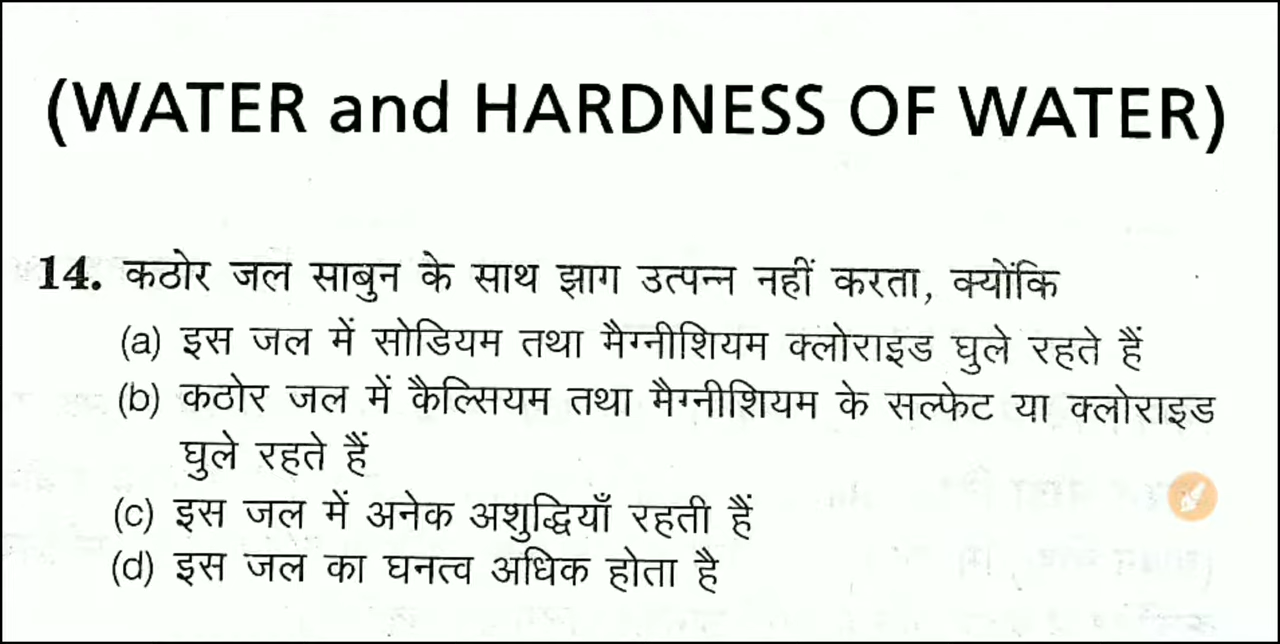 (WATER and HARDNESS OF WATER)
14. कठोर जल साबुन के साथ झाग उत्पन्न नहीं करता, क्योंकि
(a) इस जल में सोडियम तथा मैग्नीशियम क्लोराइड घुले रहते हैं
(b) कठोर जल में कैल्सियम तथा मैग्नीशियम के सल्फेट या क्लोराइड
घुले रहते हैं
(c) इस जल में अनेक अशुद्धियाँ रहती हैं
(d) इस जल का घनत्व अधिक होता है